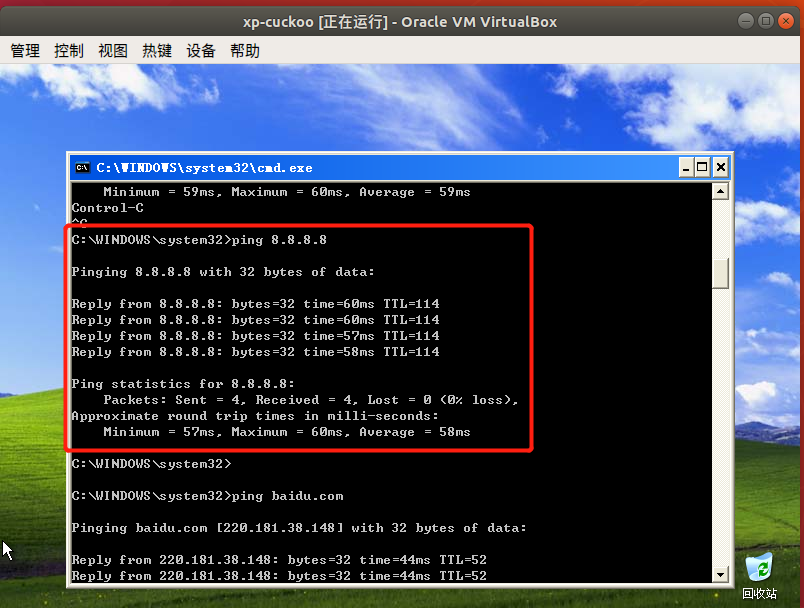 xp-cuckoo [正在运行] - Oracle VM VirtualBox
管理 控制 视图 热键 设备 帮助
C:\WINDOWS\system32\cmd.exe
Minimum = 59ms, Maximum = 60ms, Average = 59ms
Control-C
^C
C:\WINDOWS\system32>ping 8.8.8.8
Pinging 8.8.8.8 with 32 bytes of data:
Reply from 8.8.8.8: bytes=32 time=60ms TTL=114
Reply from 8.8.8.8: bytes=32 time=60ms TTL=114
Reply from 8.8.8.8: bytes=32 time=57ms TTL=114
Reply from 8.8.8.8: bytes=32 time=58ms TTL=114
Ping statistics for 8.8.8.8:
Packets: Sent = 4, Received = 4, Lost = 0 (0% loss),
Approximate round trip times in milli-seconds:
Minimum = 57ms, Maximum = 60ms, Average = 58ms
C:\WINDOWS\system32>
C:\WINDOWS\system32>ping baidu.com
Pinging baidu.com [220.181.38.148] with 32 bytes of data:
Reply from 220.181.38.148: bytes=32 time=44ms TTL=52
Reply from 220.181.38.148: bytes=32 time=44ms TTL=52
回收站